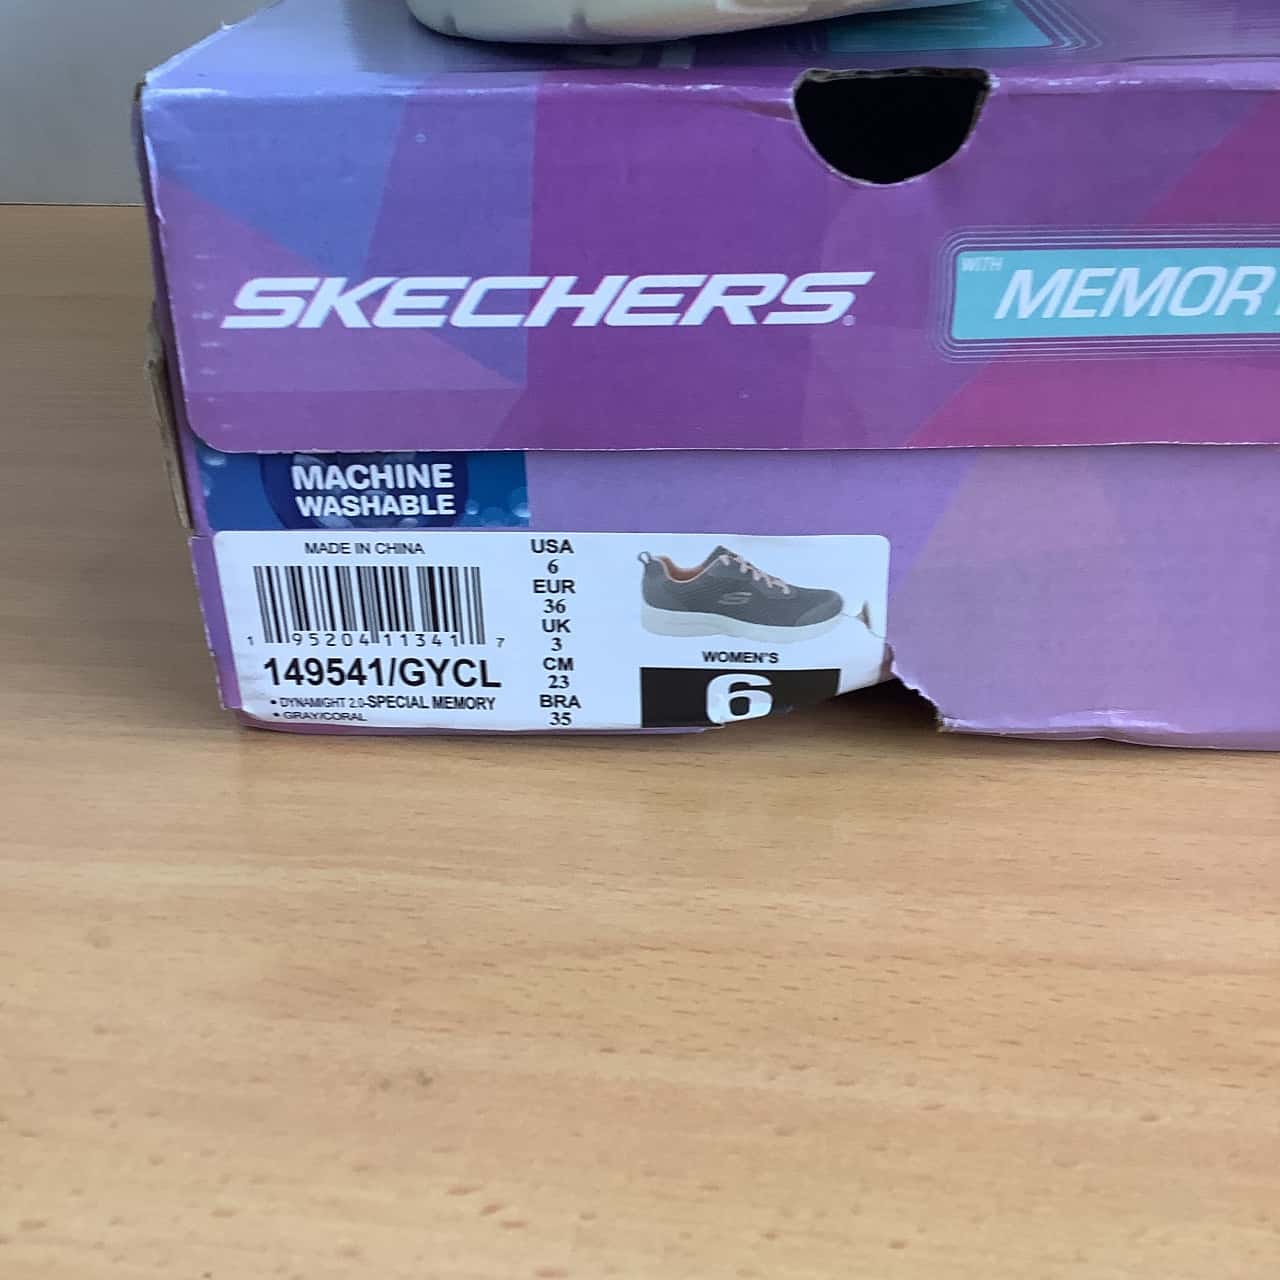 SKECHERS
WITH
MEMORY
MACHINE
WASHABLE
MADE IN CHINA
1 95204 11341 7
149541/GYCL
• DYNAMIGHT 2.0-SPECIAL MEMORY
• GRAY/CORAL
USA
6
EUR
36
UK
3
CM
23
BRA
35
WOMEN'S
6